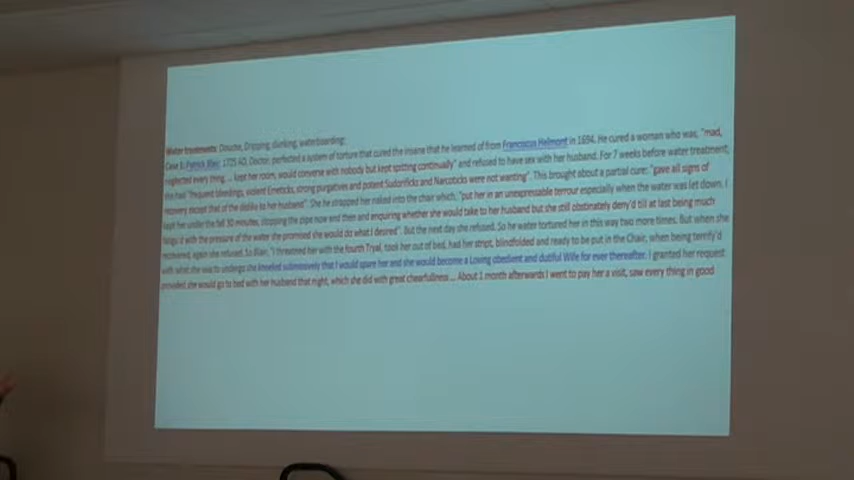 Water treatments: Douche, Dripping, dunking, waterboarding:
Case 1: Patrick Blair: 1725 AD. Doctor, perfected a system of torture that cured the insane that he learned of from Franciscus Helmont in 1694. He cured a woman who was, "mad,
neglected every thing, ... kept her room, would converse with nobody but kept spitting continually" and refused to have sex with her husband. For 7 weeks before water treatment,
she had "frequent bleedings, violent Emeticks, strong purgatives and potent Sudorificks and Narcoticks were not wanting". This brought about a partial cure: "gave all signs of
recovery except that of the dislike to her husband". She he strapped her naked into the chair which, "put her in an unexpressable terrour especially when the water was let down. I
kept her under the fall 30 minutes, stopping the pipe now and then and enquiring whether she would take to her husband but she still obstinately deny'd till at last being much
fatigu'd with the pressure of the water she promised she would do what I desired". But the next day she refused. So he water tortured her in this way two more times. But when she
recovered, again she refused. So Blair, "I threatned her with the fourth Tryal, took her out of bed, had her stript, blindfolded and ready to be put in the Chair, when being terrify'd
with what she was to undergo she kneeled submissively that I would spare her and she would become a Loving obedient and dutiful Wife for ever thereafter. I granted her request
provided she would go to bed with her husband that night, which she did with great chearfullness ... About 1 month afterwards I went to pay her a visit, saw every thing in good